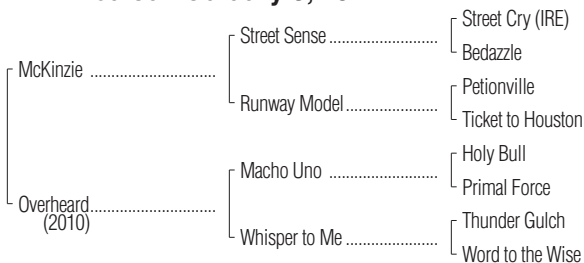 Street Cry (IRE)
Street Sense ........................
Bedazzle
McKinzie .....................................
Petionville
Runway Model........................
Ticket to Houston
Holy Bull
Macho Uno ............................
Primal Force
Overheard.....................................
(2010)
Thunder Gulch
Whisper to Me ........................
Word to the Wise